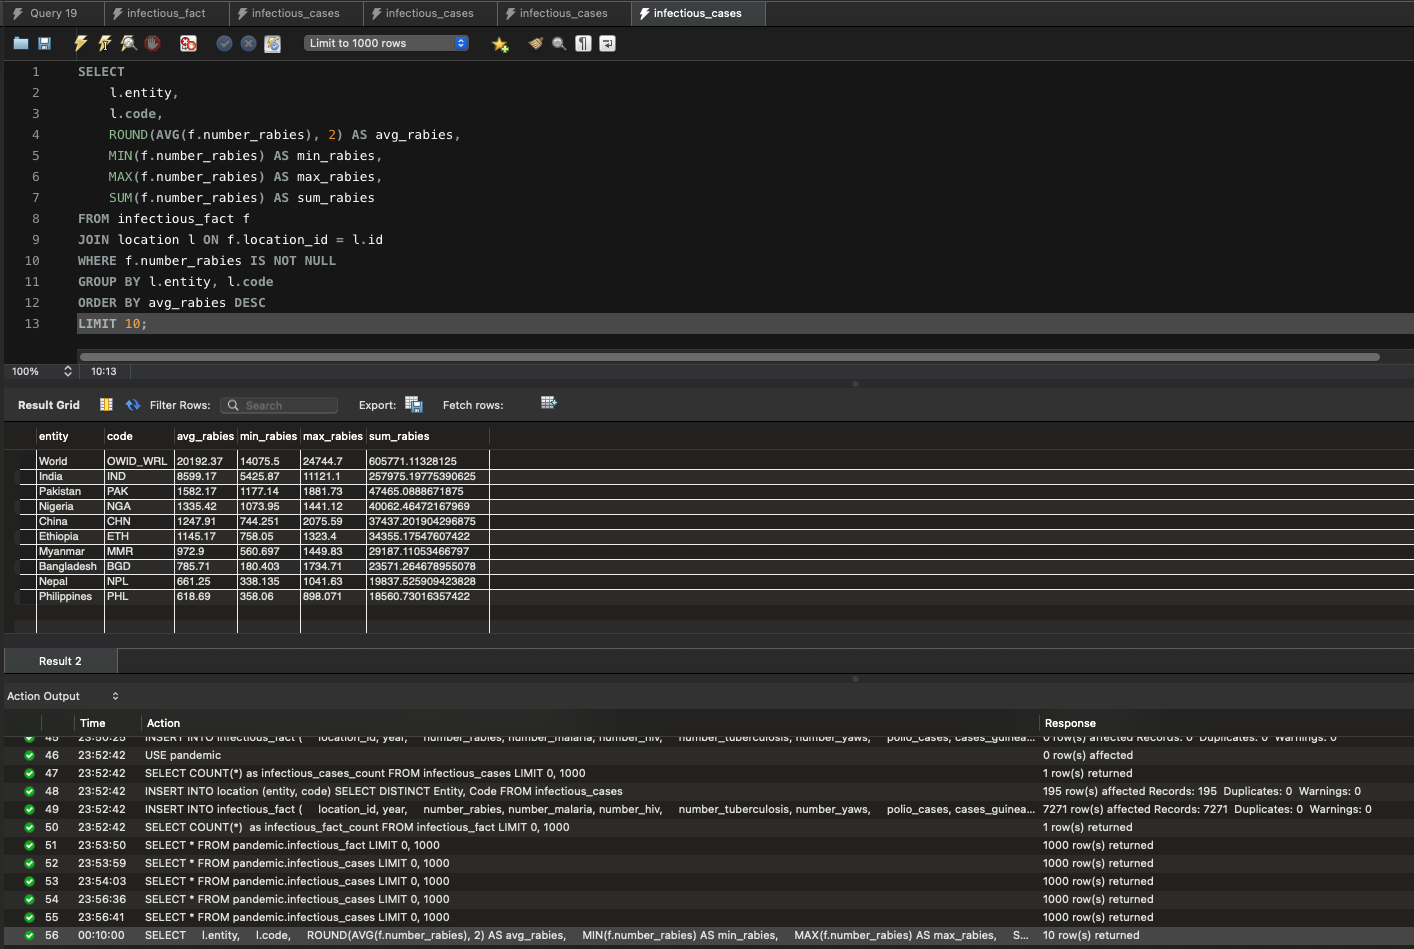 Query 19 infectious_fact infectious_cases infectious_cases infectious_cases infectious_cases
Limit to 1000 rows
1 SELECT
2 l.entity,
3 l.code,
4 ROUND(AVG(f.number_rabies), 2) AS avg_rabies,
5 MIN(f.number_rabies) AS min_rabies,
6 MAX(f.number_rabies) AS max_rabies,
7 SUM(f.number_rabies) AS sum_rabies
8 FROM infectious_fact f
9 JOIN location l ON f.location_id = l.id
10 WHERE f.number_rabies IS NOT NULL
11 GROUP BY l.entity, l.code
12 ORDER BY avg_rabies DESC
13 LIMIT 10;
100% 10:13
Result Grid Filter Rows: Search Export: Fetch rows:
entity code avg_rabies min_rabies max_rabies sum_rabies
World OWID_WRL 20192.37 14075.5 24744.7 605771.11328125
India IND 8599.17 5425.87 11121.1 257975.19775390625
Pakistan PAK 1582.17 1177.14 1881.73 47465.0888671875
Nigeria NGA 1335.42 1073.95 1441.12 40062.46472167969
China CHN 1247.91 744.251 2075.59 37437.201904296875
Ethiopia ETH 1145.17 758.05 1323.4 34355.17547607422
Myanmar MMR 972.9 560.697 1449.83 29187.11053466797
Bangladesh BGD 785.71 180.403 1734.71 23571.264678955078
Nepal NPL 661.25 338.135 1041.63 19837.525909423828
Philippines PHL 618.69 358.06 898.071 18560.73016357422
Result 2
Action Output
Time Action Response
45 23:50:25 INSERT INTO infectious_fact ( location_id, year, number_rabies, number_malaria, number_hiv, number_tuberculosis, number_yaws, polio_cases, cases_guinea... 0 row(s) affected Records: 0 Duplicates: 0 Warnings: 0
46 23:52:42 USE pandemic 0 row(s) affected
47 23:52:42 SELECT COUNT(*) as infectious_cases_count FROM infectious_cases LIMIT 0, 1000 1 row(s) returned
48 23:52:42 INSERT INTO location (entity, code) SELECT DISTINCT Entity, Code FROM infectious_cases 195 row(s) affected Records: 195 Duplicates: 0 Warnings: 0
49 23:52:42 INSERT INTO infectious_fact ( location_id, year, number_rabies, number_malaria, number_hiv, number_tuberculosis, number_yaws, polio_cases, cases_guinea... 7271 row(s) affected Records: 7271 Duplicates: 0 Warnings: 0
50 23:52:42 SELECT COUNT(*) as infectious_fact_count FROM infectious_fact LIMIT 0, 1000 1 row(s) returned
51 23:53:50 SELECT * FROM pandemic.infectious_fact LIMIT 0, 1000 1000 row(s) returned
52 23:53:59 SELECT * FROM pandemic.infectious_cases LIMIT 0, 1000 1000 row(s) returned
53 23:54:03 SELECT * FROM pandemic.infectious_cases LIMIT 0, 1000 1000 row(s) returned
54 23:56:36 SELECT * FROM pandemic.infectious_cases LIMIT 0, 1000 1000 row(s) returned
55 23:56:41 SELECT * FROM pandemic.infectious_cases LIMIT 0, 1000 1000 row(s) returned
56 00:10:00 SELECT l.entity, l.code, ROUND(AVG(f.number_rabies), 2) AS avg_rabies, MIN(f.number_rabies) AS min_rabies, MAX(f.number_rabies) AS max_rabies, S... 10 row(s) returned